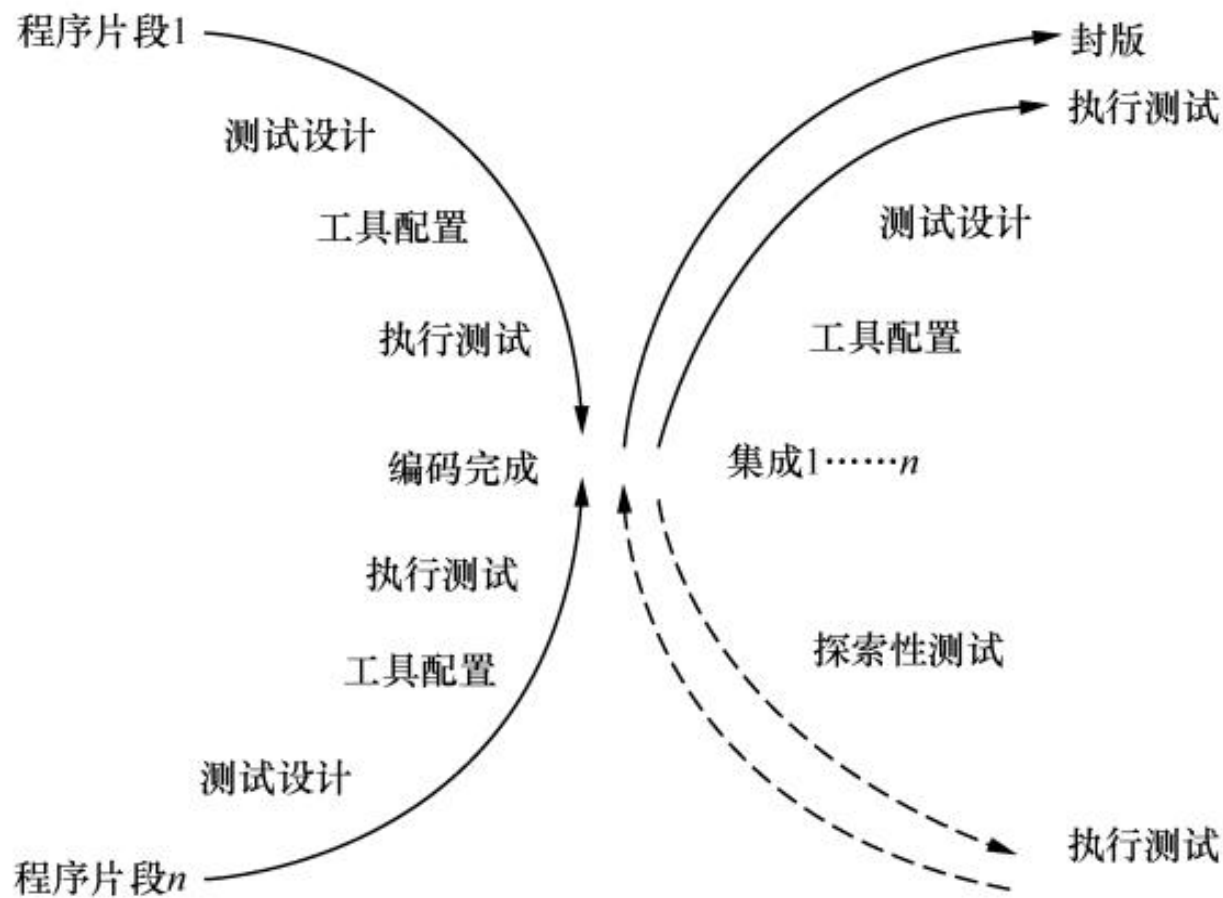 程序片段1
测试设计
工具配置
执行测试
编码完成
执行测试
工具配置
测试设计
程序片段n
封版
执行测试
测试设计
工具配置
集成1……n
探索性测试
执行测试